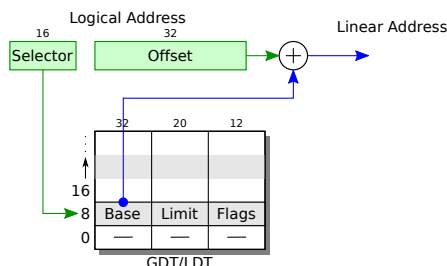 Logical Address
Linear Address
16
32
Selector
Offset
+
32
20
12
16
8
Base
Limit
Flags
0
—
—
—
GDT/LDT